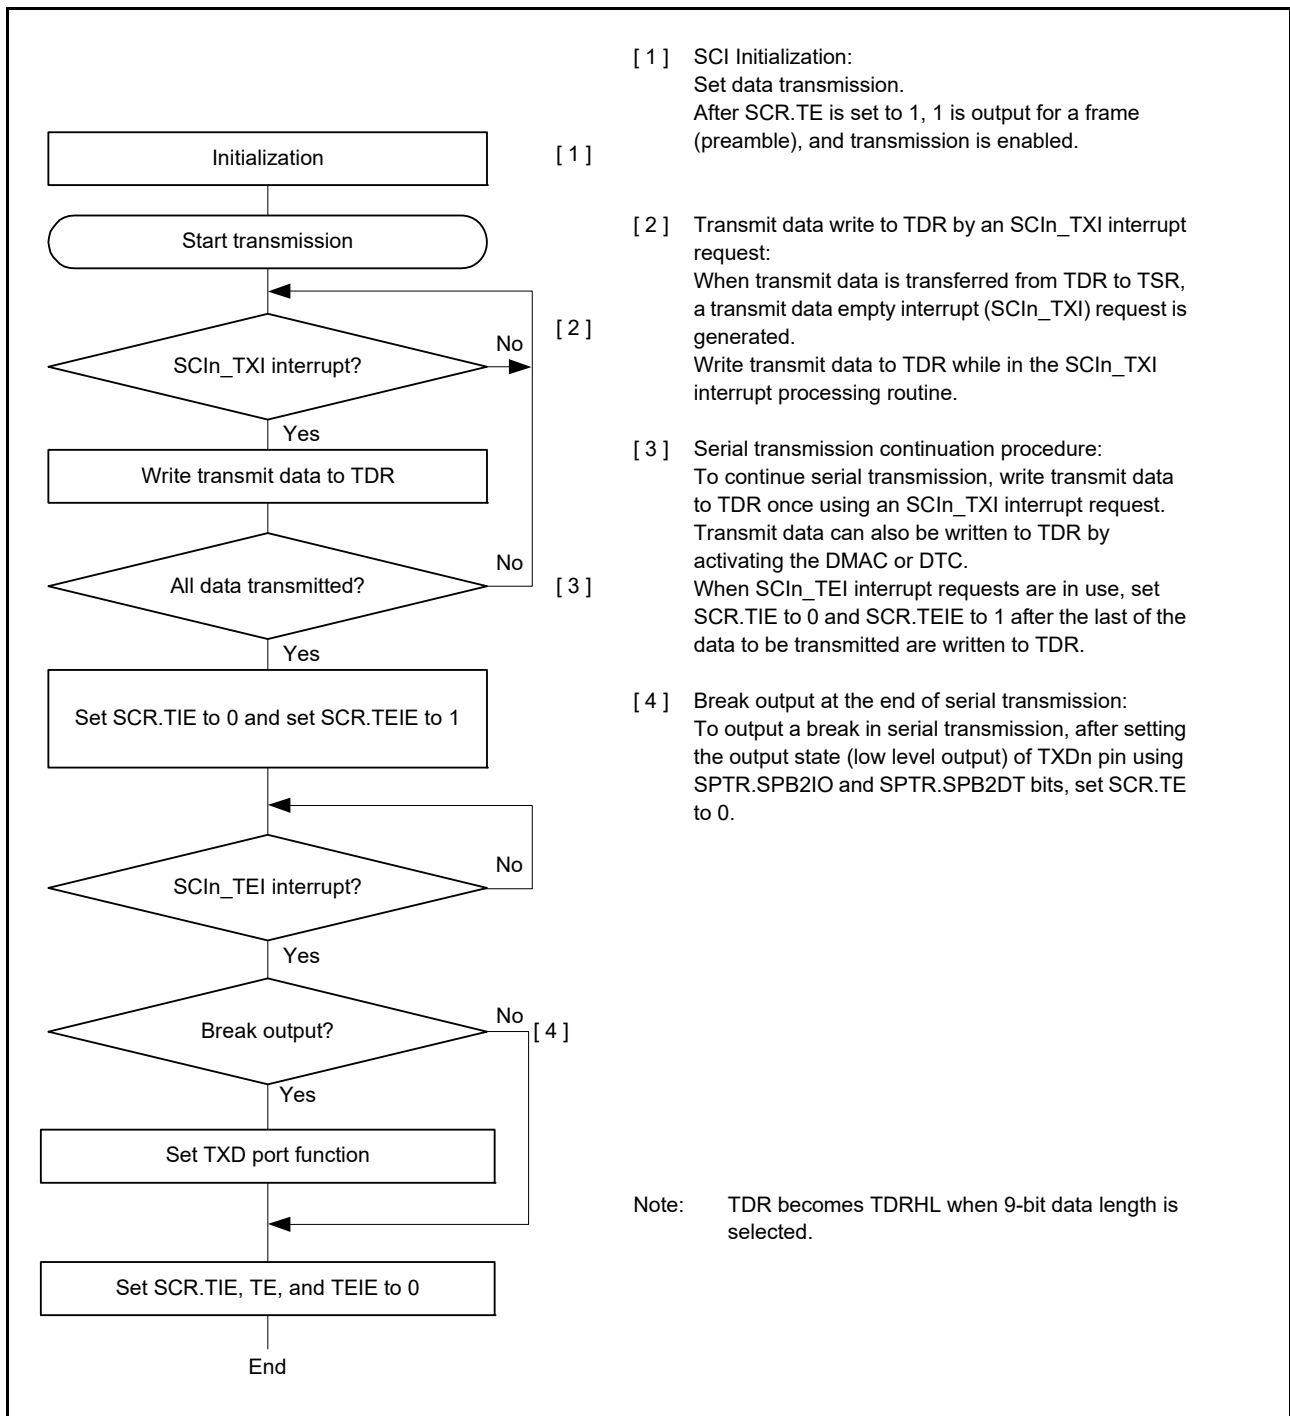 Initialization
[ 1 ]
Start transmission
SCIn_TXI interrupt?
No
[ 2 ]
Yes
Write transmit data to TDR
All data transmitted?
No
[ 3 ]
Yes
Set SCR.TIE to 0 and set SCR.TEIE to 1
SCIn_TEI interrupt?
No
Yes
Break output?
No
[ 4 ]
Yes
Set TXD port function
Set SCR.TIE, TE, and TEIE to 0
End
[ 1 ] SCI Initialization:
Set data transmission.
After SCR.TE is set to 1, 1 is output for a frame
(preamble), and transmission is enabled.
[ 2 ] Transmit data write to TDR by an SCIn_TXI interrupt
request:
When transmit data is transferred from TDR to TSR,
a transmit data empty interrupt (SCIn_TXI) request is
generated.
Write transmit data to TDR while in the SCIn_TXI
interrupt processing routine.
[ 3 ] Serial transmission continuation procedure:
To continue serial transmission, write transmit data
to TDR once using an SCIn_TXI interrupt request.
Transmit data can also be written to TDR by
activating the DMAC or DTC.
When SCIn_TEI interrupt requests are in use, set
SCR.TIE to 0 and SCR.TEIE to 1 after the last of the
data to be transmitted are written to TDR.
[ 4 ] Break output at the end of serial transmission:
To output a break in serial transmission, after setting
the output state (low level output) of TXDn pin using
SPTR.SPB2IO and SPTR.SPB2DT bits, set SCR.TE
to 0.
Note: TDR becomes TDRHL when 9-bit data length is
selected.